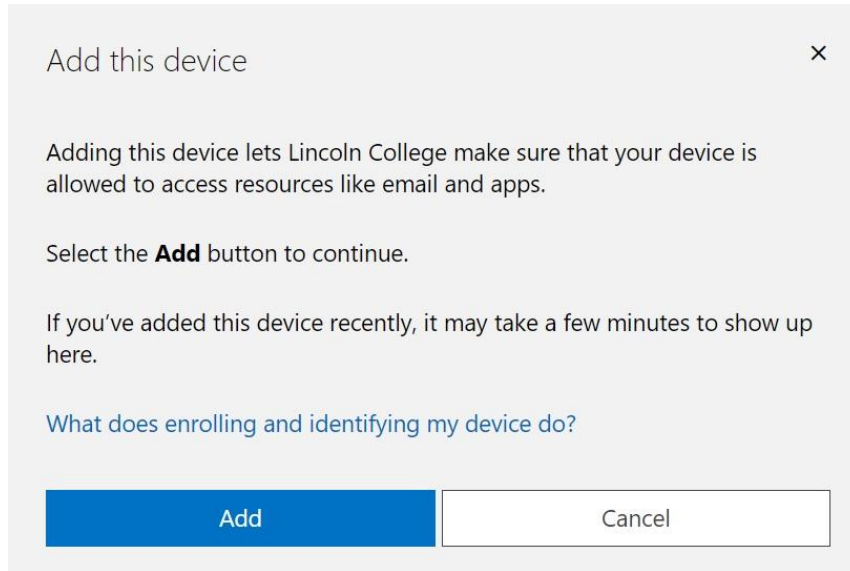 Add this device
×
Adding this device lets Lincoln College make sure that your device is
allowed to access resources like email and apps.
Select the Add button to continue.
If you’ve added this device recently, it may take a few minutes to show up
here.
What does enrolling and identifying my device do?
Add
Cancel